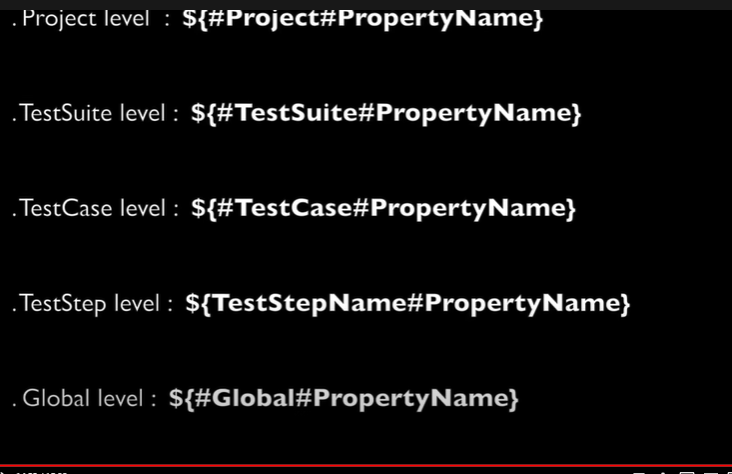 . Project level : ${#Project#PropertyName}
. TestSuite level : ${#TestSuite#PropertyName}
. TestCase level : ${#TestCase#PropertyName}
. TestStep level : ${TestStepName#PropertyName}
. Global level : ${#Global#PropertyName}